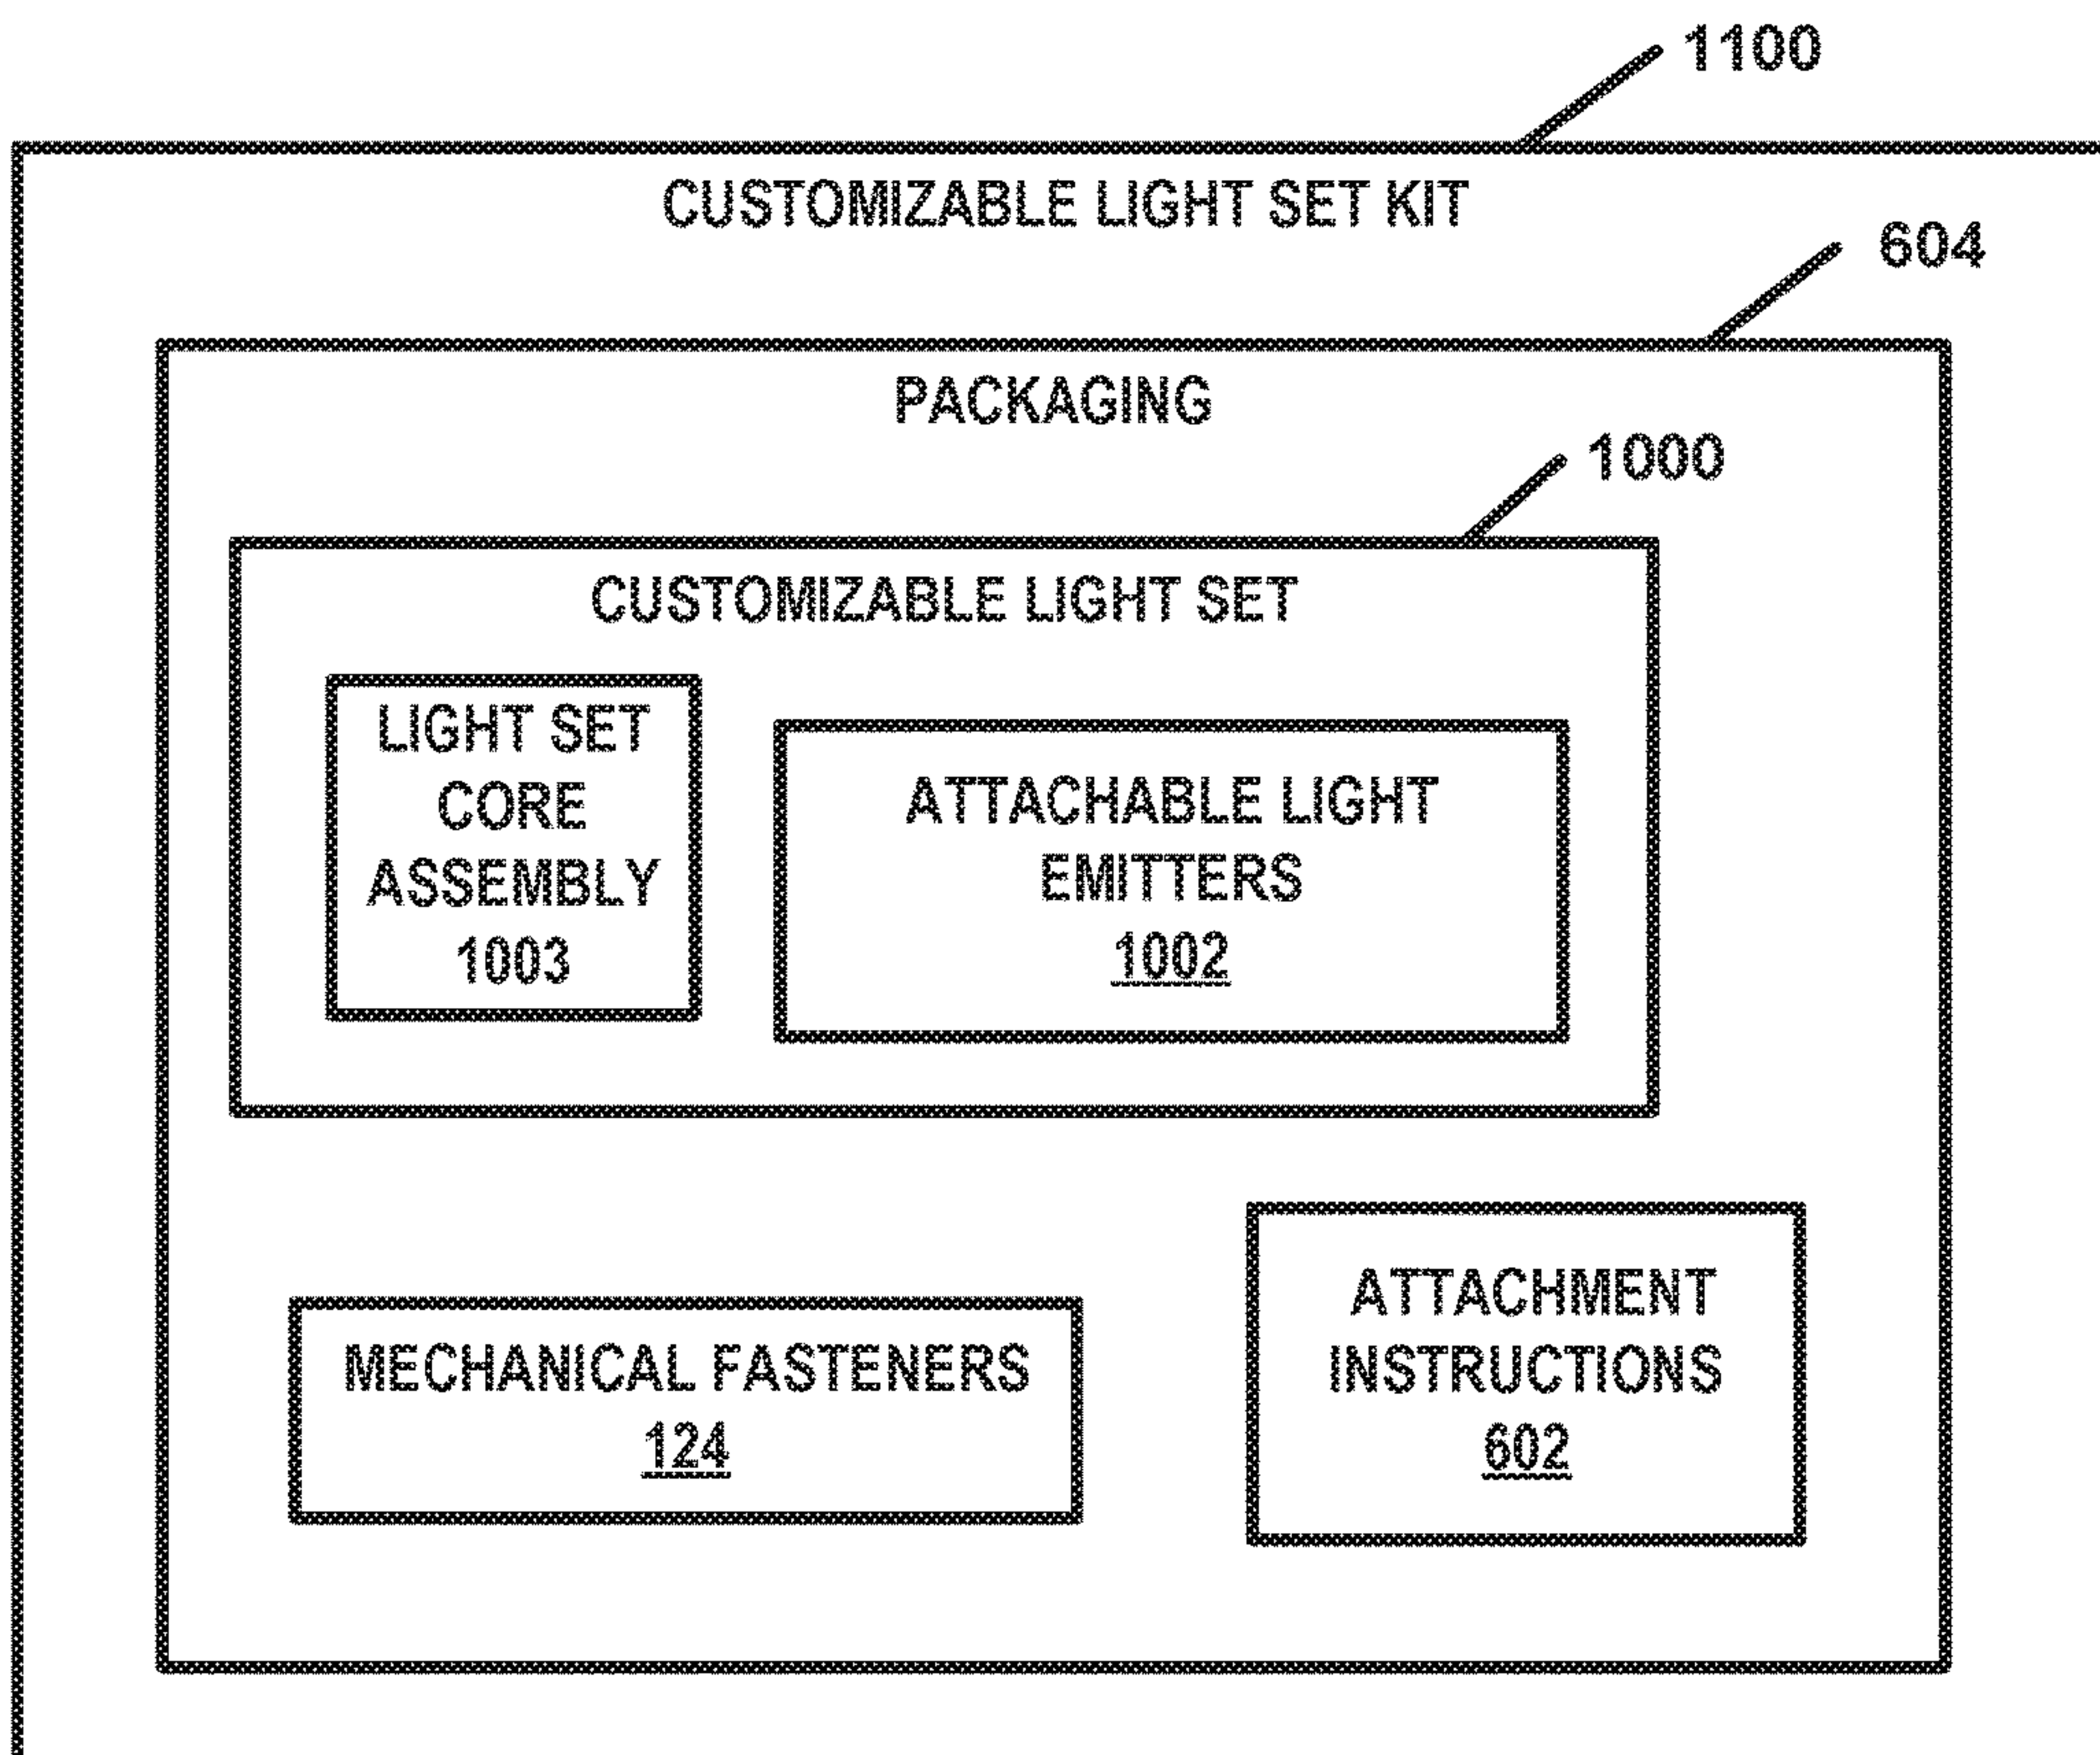 1100
CUSTOMIZABLE LIGHT SET KIT
604
PACKAGING
1000
CUSTOMIZABLE LIGHT SET
LIGHT SET
CORE
ASSEMBLY
1003
ATTACHABLE LIGHT
EMITTERS
1002
MECHANICAL FASTENERS
124
ATTACHMENT
INSTRUCTIONS
602